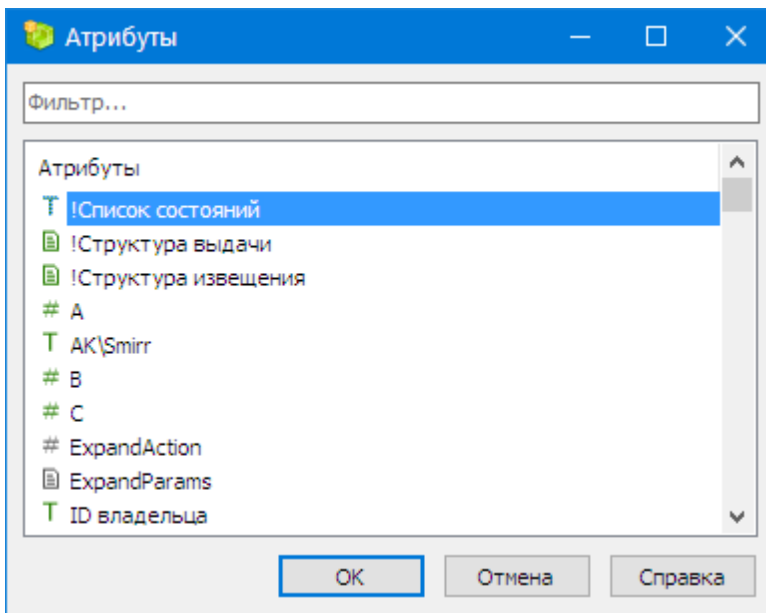 Атрибуты
Фильтр...
Атрибуты
!Список состояний
!Структура выдачи
!Структура извещения
A
AK\Smirr
B
C
ExpandAction
ExpandParams
ID владельца
OK
Отмена
Справка